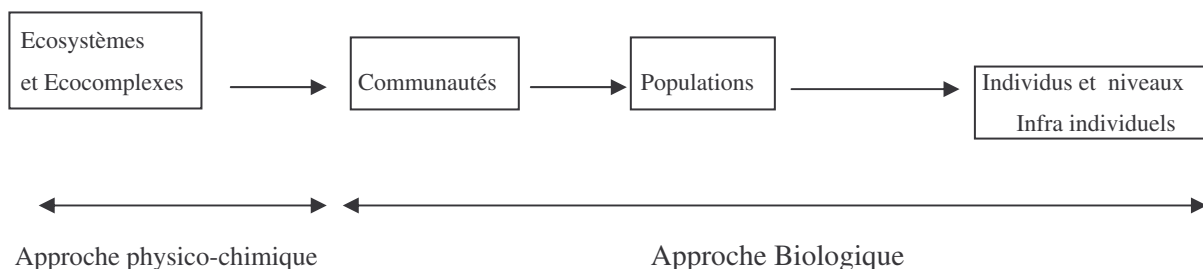 Ecosystèmes
et Ecocomplexes
Communautés
Populations
Individus et niveaux
Infra individuels
Approche physico-chimique
Approche Biologique